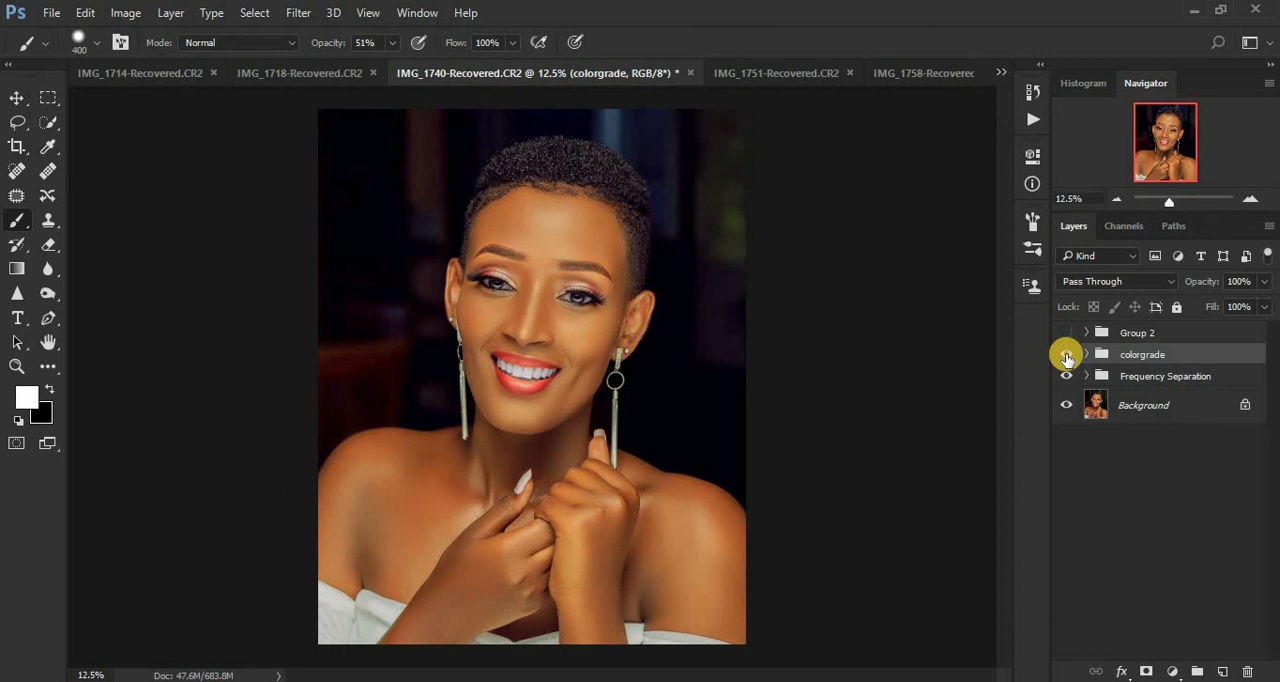 Ps File Edit Image Layer Type Select Filter 3D View Window Help
400 Mode: Normal Opacity: 51% Flow: 100%
IMG_1714-Recovered.CR2 × IMG_1718-Recovered.CR2 × IMG_1740-Recovered.CR2 @ 12.5% (colorgrade, RGB/8*) * × IMG_1751-Recovered.CR2 × IMG_1758-Recoverec
Histogram Navigator
12.5%
Layers Channels Paths
Kind
Pass Through Opacity: 100%
Lock: Fill: 100%
Group 2
colorgrade
Frequency Separation
Background
12.5% Doc: 47.6M/683.8M